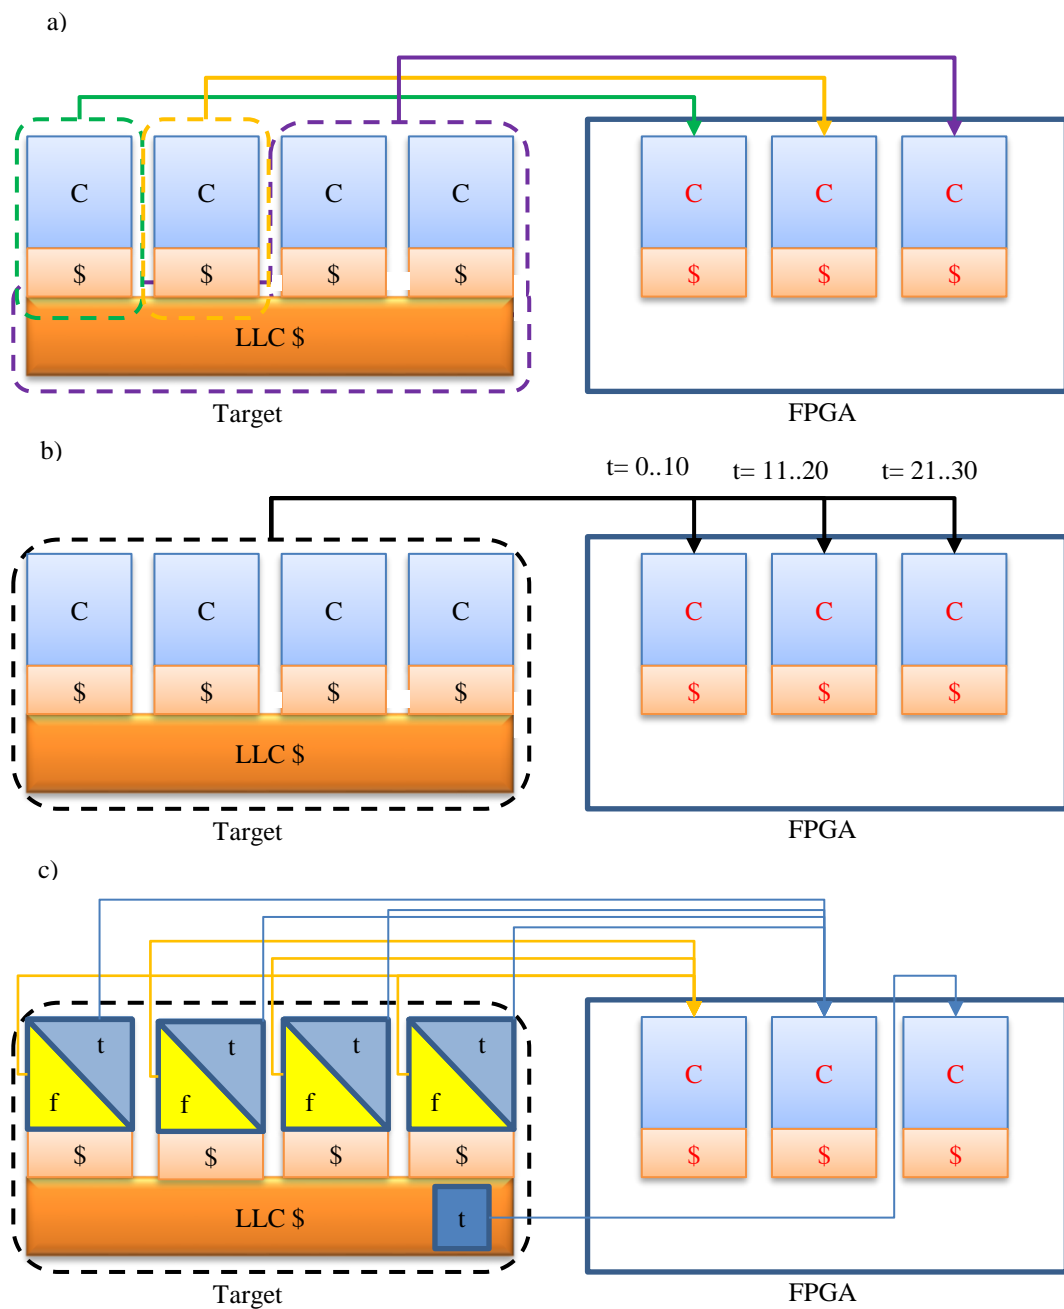 a)
C C C C C C C
$ $ $ $ $ $ $
LLC $
Target FPGA
b)
t= 0..10 t= 11..20 t= 21..30
C C C C C C C
$ $ $ $ $ $ $
LLC $
Target FPGA
c)
t t t t
C C C
f f f f
$ $ $ $ $ $ $
LLC $ t
Target FPGA